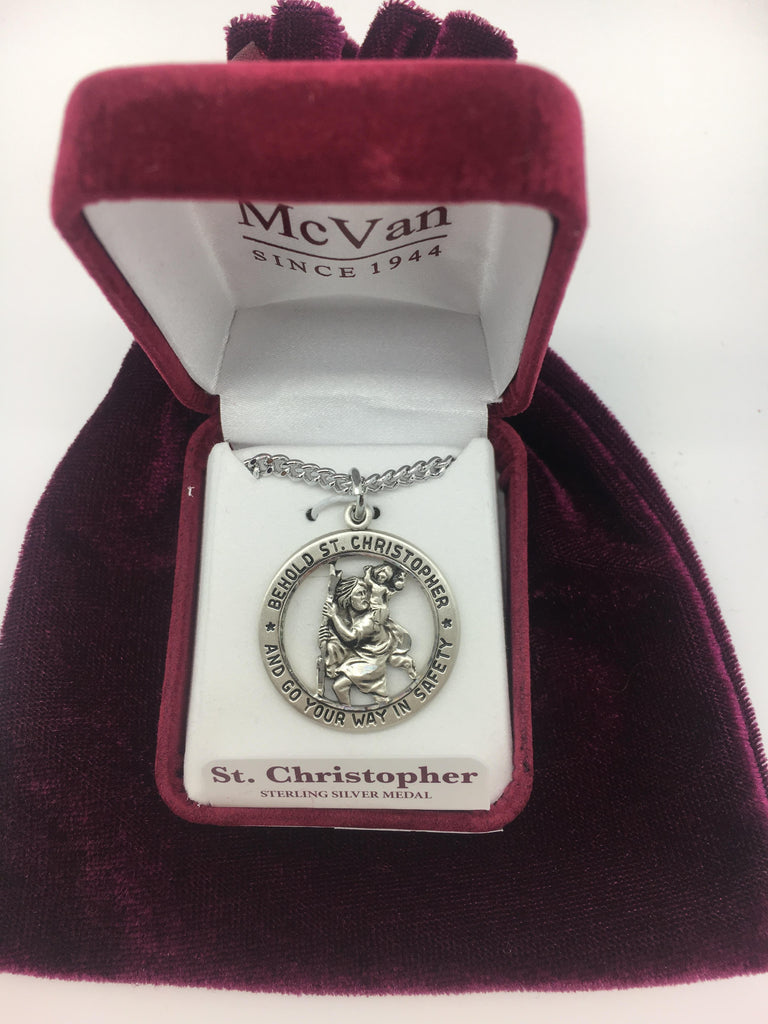 McVan
SINCE 1944
BEHOLD ST. CHRISTOPHER
★ AND GO YOUR WAY IN SAFETY ★
St. Christopher
STERLING SILVER MEDAL